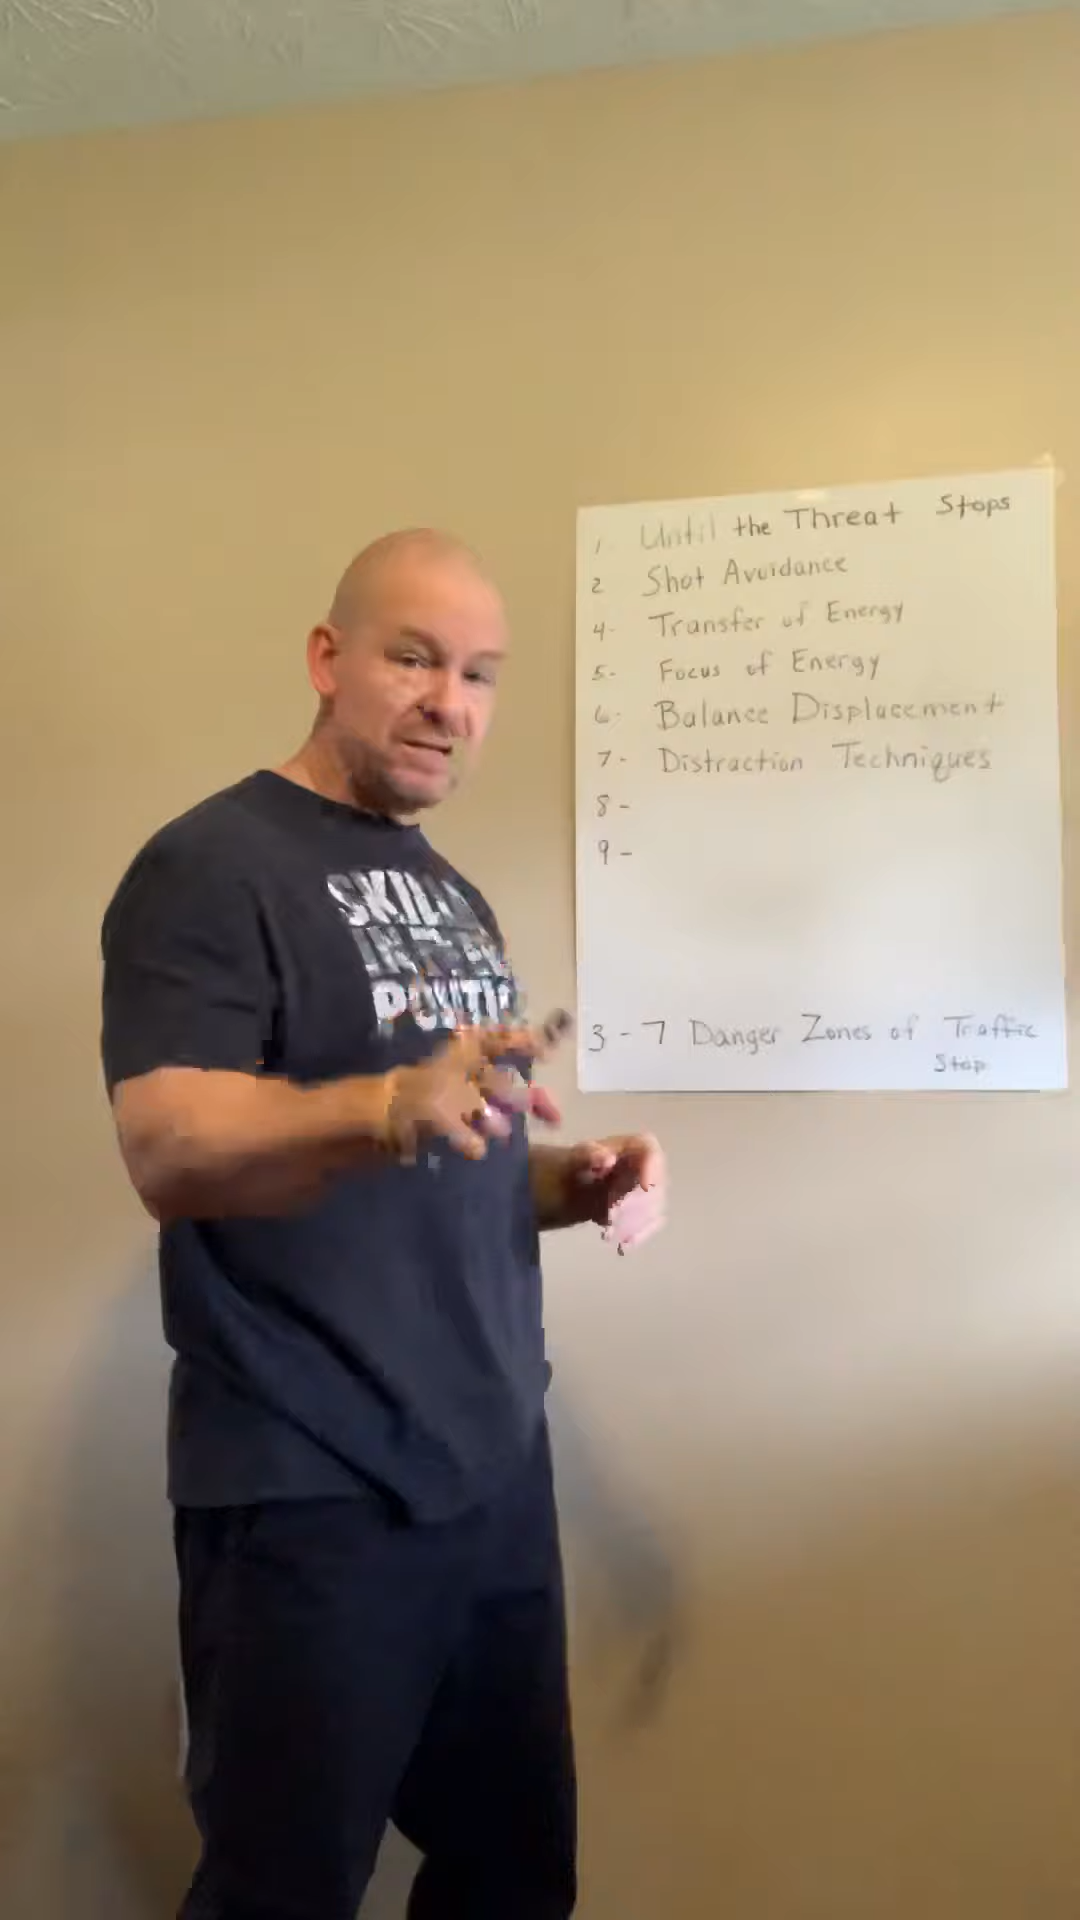 1. Until the Threat Stops
2 Shot Avoidance
4- Transfer of Energy
5- Focus of Energy
6- Balance Displacement
7- Distraction Techniques
8-
9-
3-7 Danger Zones of Traffic
Stop